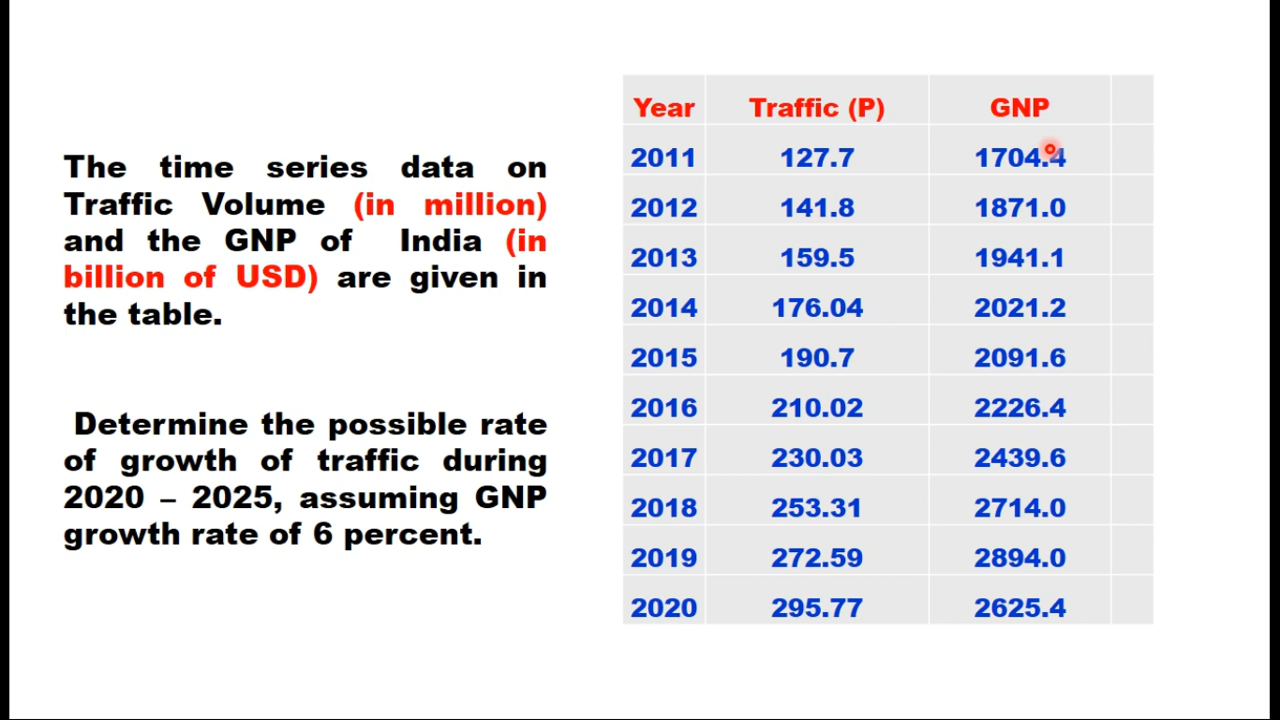 The time series data on
Traffic Volume (in million)
and the GNP of India (in
billion of USD) are given in
the table.
Determine the possible rate
of growth of traffic during
2020 – 2025, assuming GNP
growth rate of 6 percent.
Year Traffic (P) GNP
2011 127.7 1704.4
2012 141.8 1871.0
2013 159.5 1941.1
2014 176.04 2021.2
2015 190.7 2091.6
2016 210.02 2226.4
2017 230.03 2439.6
2018 253.31 2714.0
2019 272.59 2894.0
2020 295.77 2625.4